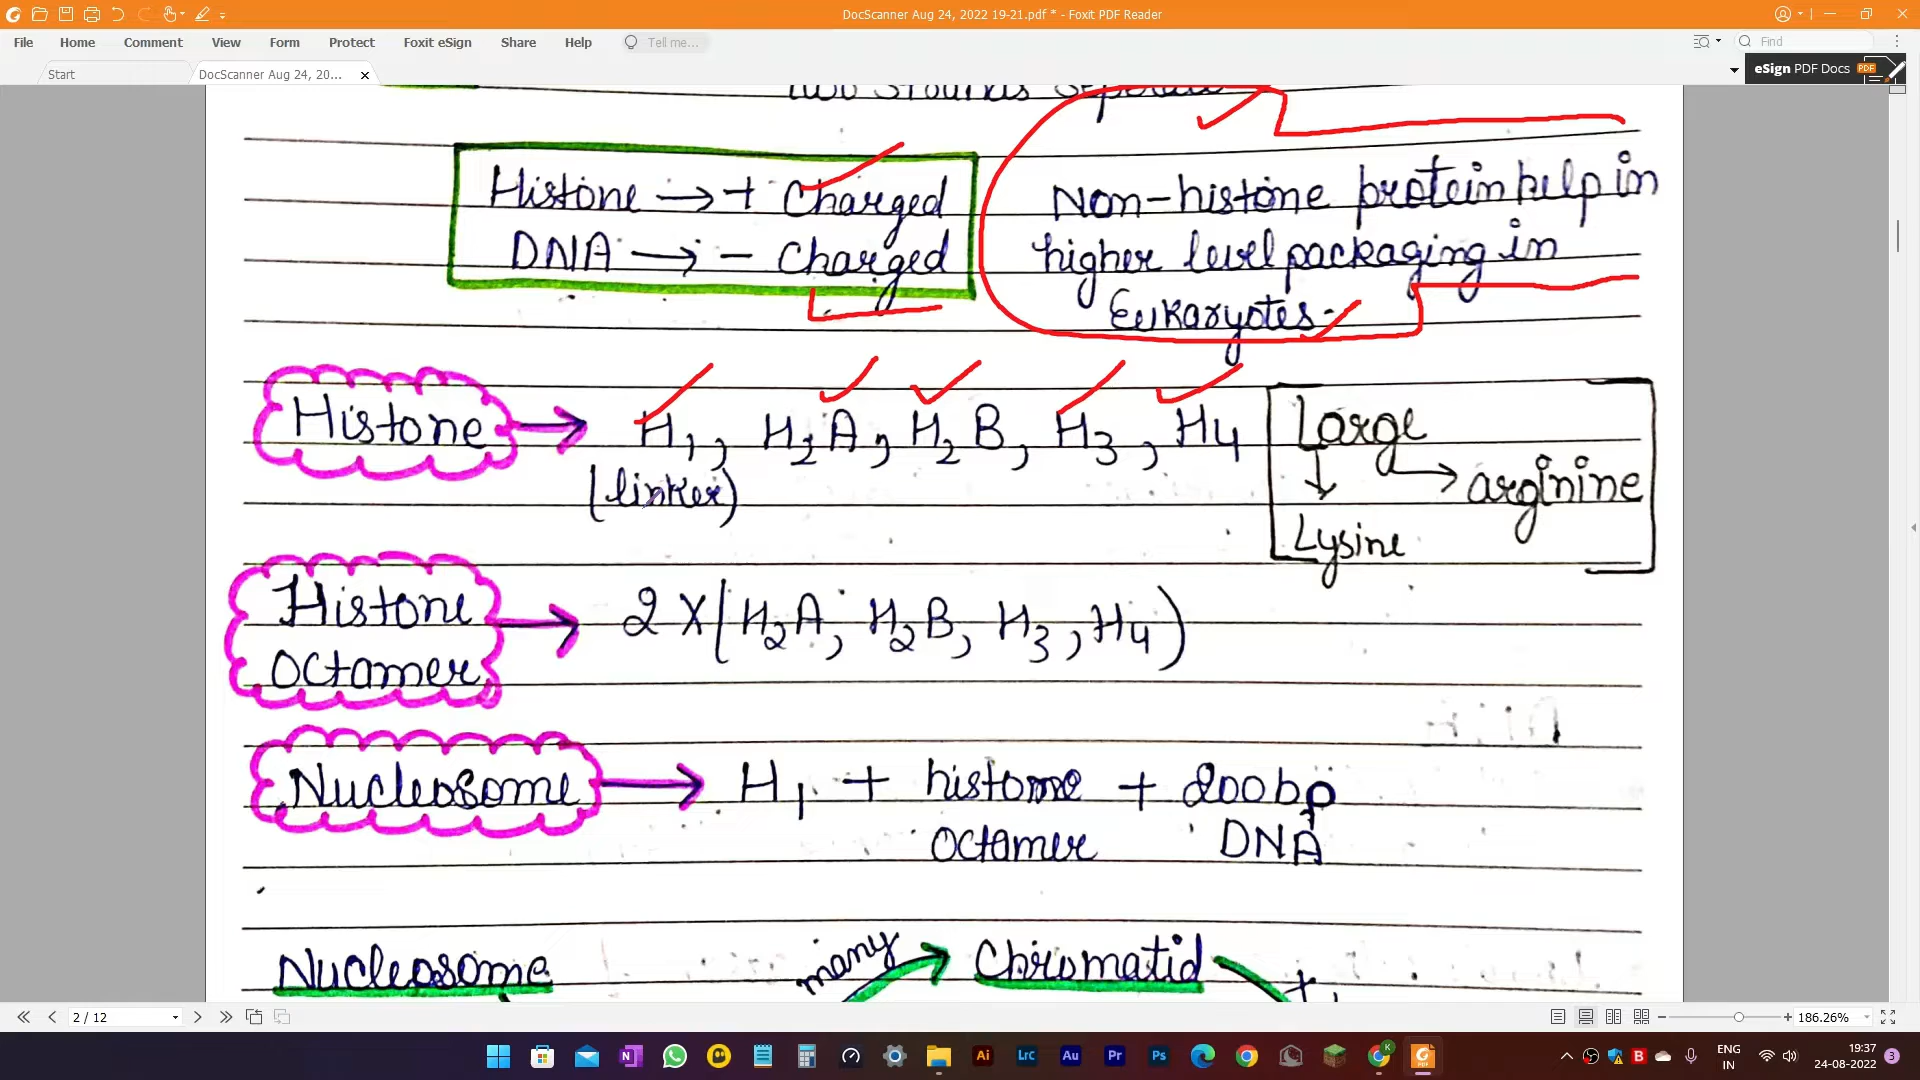 DocScanner Aug 24, 2022 19-21.pdf * - Foxit PDF Reader
File Home Comment View Form Protect Foxit eSign Share Help Tell me... Find
Start DocScanner Aug 24, 20... eSign PDF Docs PDF
Histone → + Charged
DNA → - Charged
Non-histone protein help in
higher level packaging in
Eukaryotes.
Histone → H1, H2A, H2B, H3, H4
(linker)
Large
→ arginine
Lysine
Histone
Octamer → 2 X (H2A, H2B, H3, H4)
Nucleosome → H1 + histome + 200bp
Octamer DNA
Nucleosome many Chromatid
2 / 12 186.26%
ENG
IN
19:37
24-08-2022
3